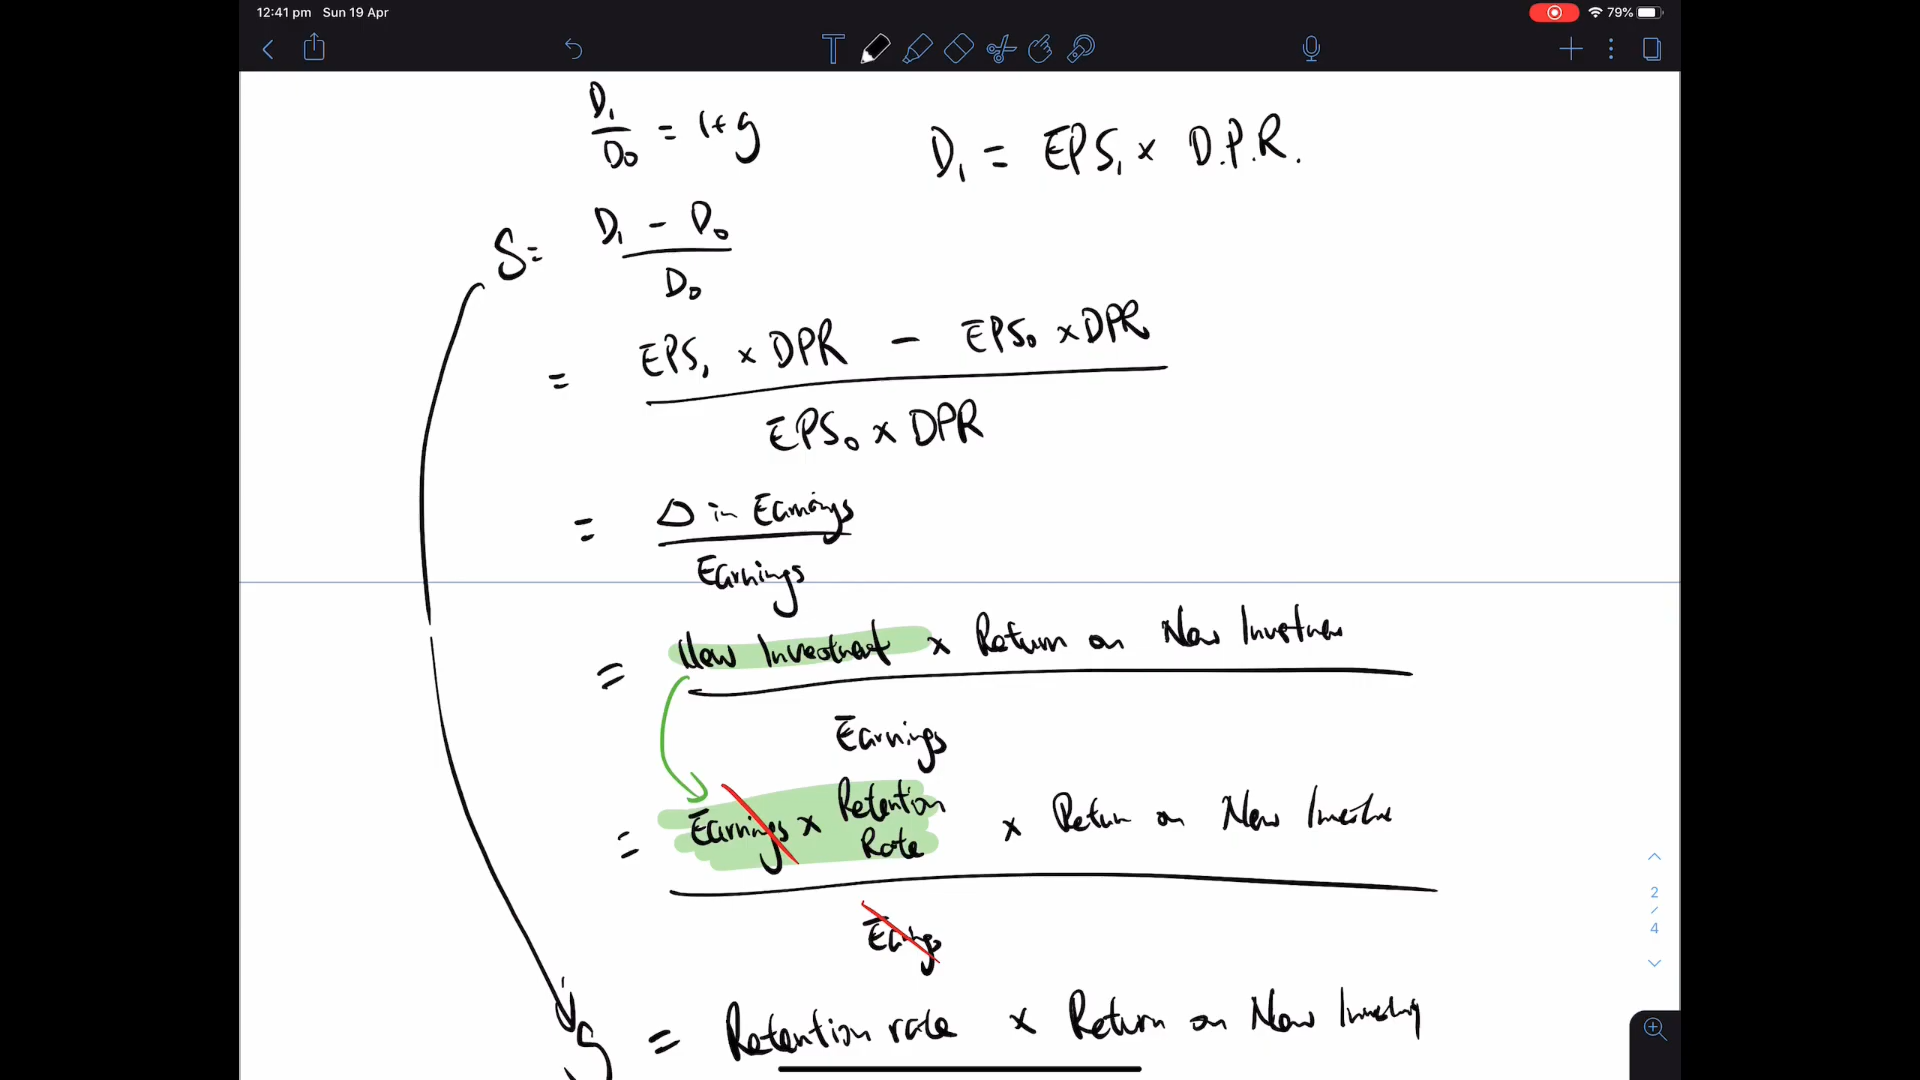 12:41 pm Sun 19 Apr
79%
D₁
D₀
= 1+g
D₁ = EPS₁ × D.P.R.
g =
D₁ - D₀
D₀
=
EPS₁ × DPR - EPS₀ × DPR
EPS₀ × DPR
=
Δ in Earnings
Earnings
=
New Investment × Return on New Investment
Earnings
=
Earnings × Retention Rate × Return on New
Earnings
g = Retention rate × Return on New
2
/
4